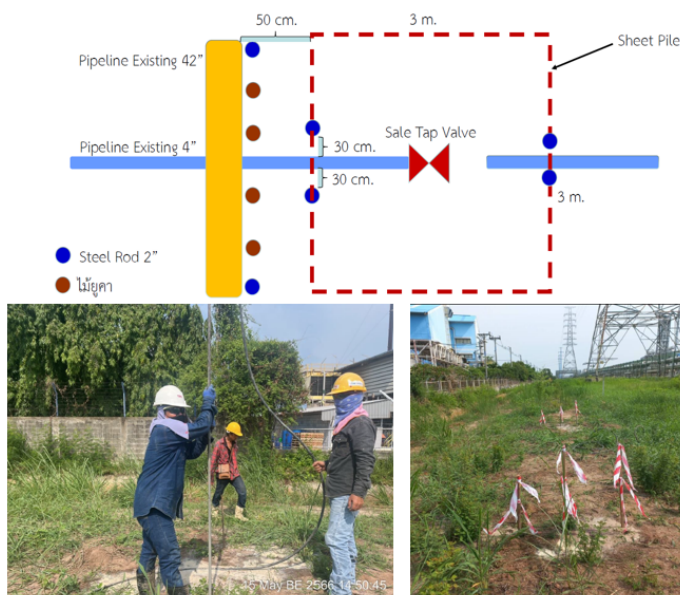 50 cm.
3 m.
Sheet Pile
Pipeline Existing 42”
Sale Tap Valve
Pipeline Existing 4”
30 cm.
30 cm.
3 m.
Steel Rod 2”
ไม้ยูคา
15 May BE 2566 14:50:45